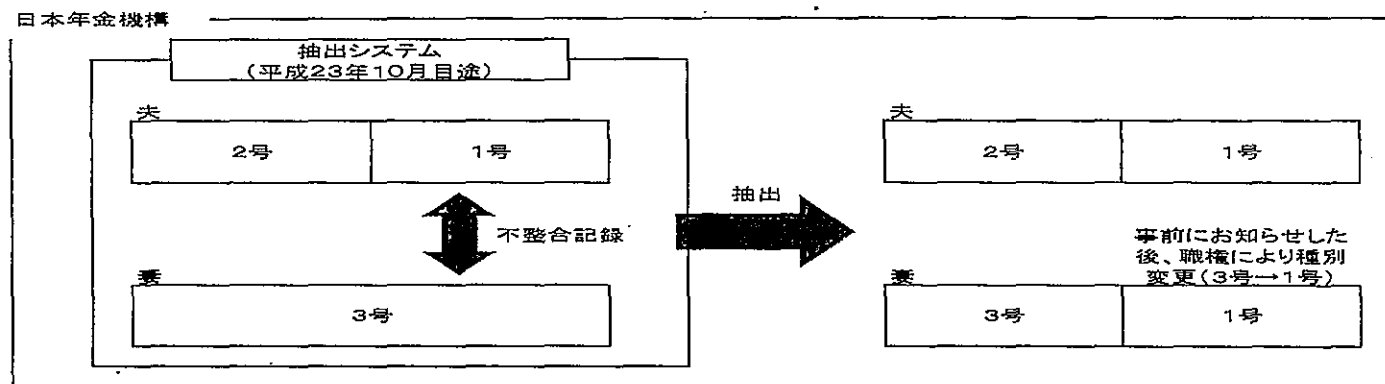 日本年金機構
抽出システム
(平成23年10月目途)
夫
2号 1号
不整合記録
妻
3号
抽出
夫
2号 1号
事前にお知らせした
後、職権により種別
変更(3号→1号)
妻
3号 1号